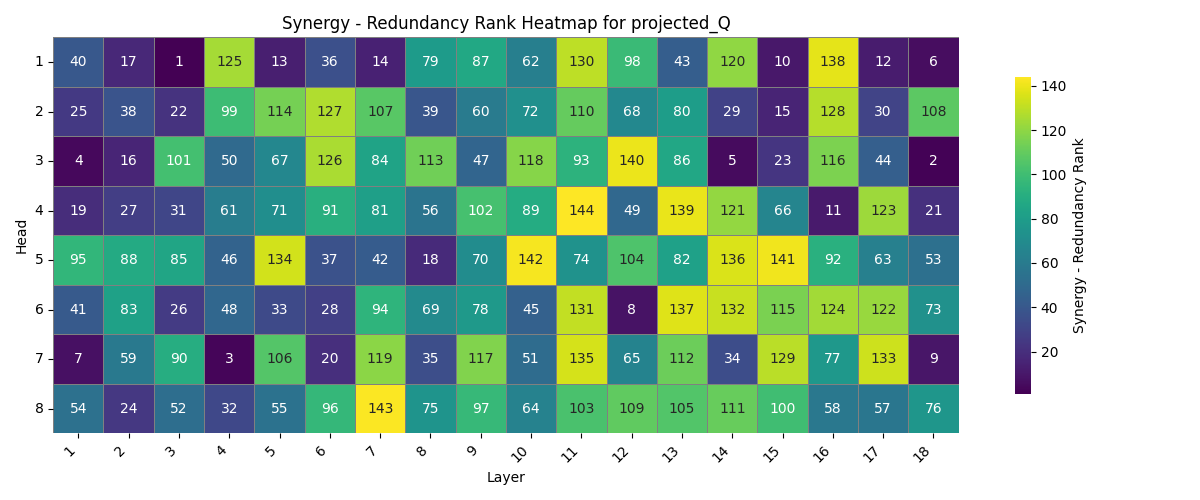 Synergy - Redundancy Rank Heatmap for projected_Q
1 40 17 1 125 13 36 14 79 87 62 130 98 43 120 10 138 12 6
2 25 38 22 99 114 127 107 39 60 72 110 68 80 29 15 128 30 108
3 4 16 101 50 67 126 84 113 47 118 93 140 86 5 23 116 44 2
4 19 27 31 61 71 91 81 56 102 89 144 49 139 121 66 11 123 21
5 95 88 85 46 134 37 42 18 70 142 74 104 82 136 141 92 63 53
6 41 83 26 48 33 28 94 69 78 45 131 8 137 132 115 124 122 73
7 7 59 90 3 106 20 119 35 117 51 135 65 112 34 129 77 133 9
8 54 24 52 32 55 96 143 75 97 64 103 109 105 111 100 58 57 76
1 2 3 4 5 6 7 8 9 10 11 12 13 14 15 16 17 18
Layer
Head
140
120
100
80
60
40
20
Synergy - Redundancy Rank